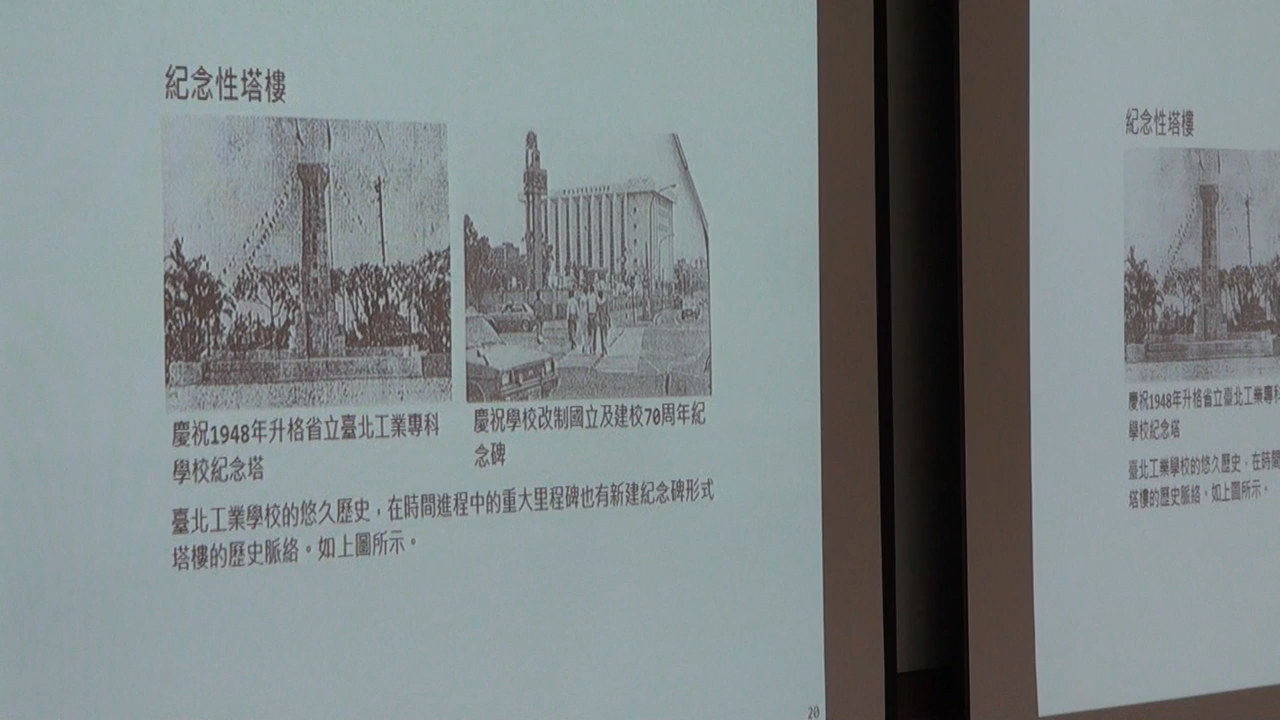 紀念性塔樓
慶祝1948年升格省立臺北工業專科
學校紀念塔
慶祝學校改制國立及建校70周年紀
念碑
臺北工業學校的悠久歷史，在時間進程中的重大里程碑也有新建紀念碑形式
塔樓的歷史脈絡。如上圖所示。
20
紀念性塔樓
慶祝1948年升格省立臺北工業專科
學校紀念塔
臺北工業學校的悠久歷史，在時間
塔樓的歷史脈絡。如上圖所示。